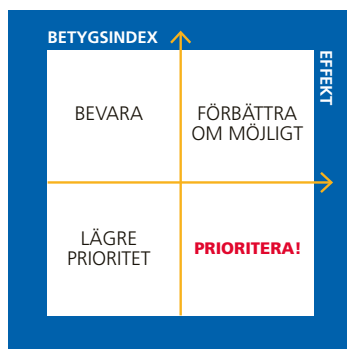 BETYGSINDEX
EFFEKT
BEVARA
FÖRBÄTTRA
OM MÖJLIGT
LÄGRE
PRIORITET
PRIORITERA!